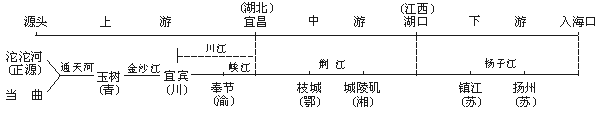 (湖北) (江西)
源头 上 游 宜昌 中 游 湖口 下 游 入海口
川江
沱沱河 通天河 金沙江 峡江 荆 江 杨子江
(正源) 玉树 宜宾
当 曲 (青) (川) 奉节 枝城 城陵矶 镇江 扬州
(渝) (鄂) (湘) (苏) (苏)